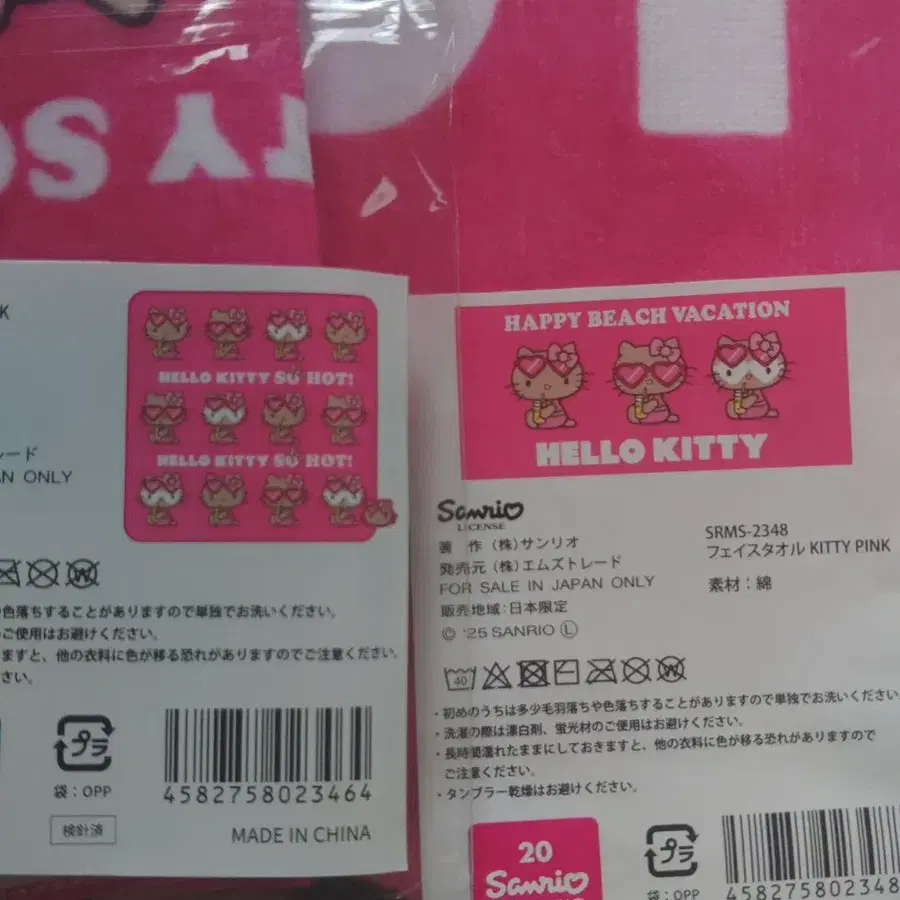 TY SO
K
HELLO KITTY SO HOT!
HELLO KITTY SO HOT!
レード
AN ONLY
色落ちすることがありますので単独でお洗いください。
ご使用はお避けください。
ますと、他の衣料に色が移る恐れがありますのでご注意ください。
さい。
プラ
袋：OPP
検針済
4582758023464
MADE IN CHINA
HAPPY BEACH VACATION
HELLO KITTY
Sanrio
LICENSE
著 作 (株)サンリオ
発売元 (株)エムズトレード
FOR SALE IN JAPAN ONLY
販売地域:日本限定
© '25 SANRIO Ⓛ
SRMS-2348
フェイスタオル KITTY PINK
素材：綿
40
・初めのうちは多少毛羽落ちや色落ちすることがありますので単独でお洗いください
・洗濯の際は漂白剤、蛍光材のご使用はお避けください。
・長時間濡れたままにしておきますと、他の衣料に色が移る恐れがありますので
ご注意ください。
・タンブラー乾燥はお避けください。
20
Sanrio
プラ
袋：OPP
458275802348